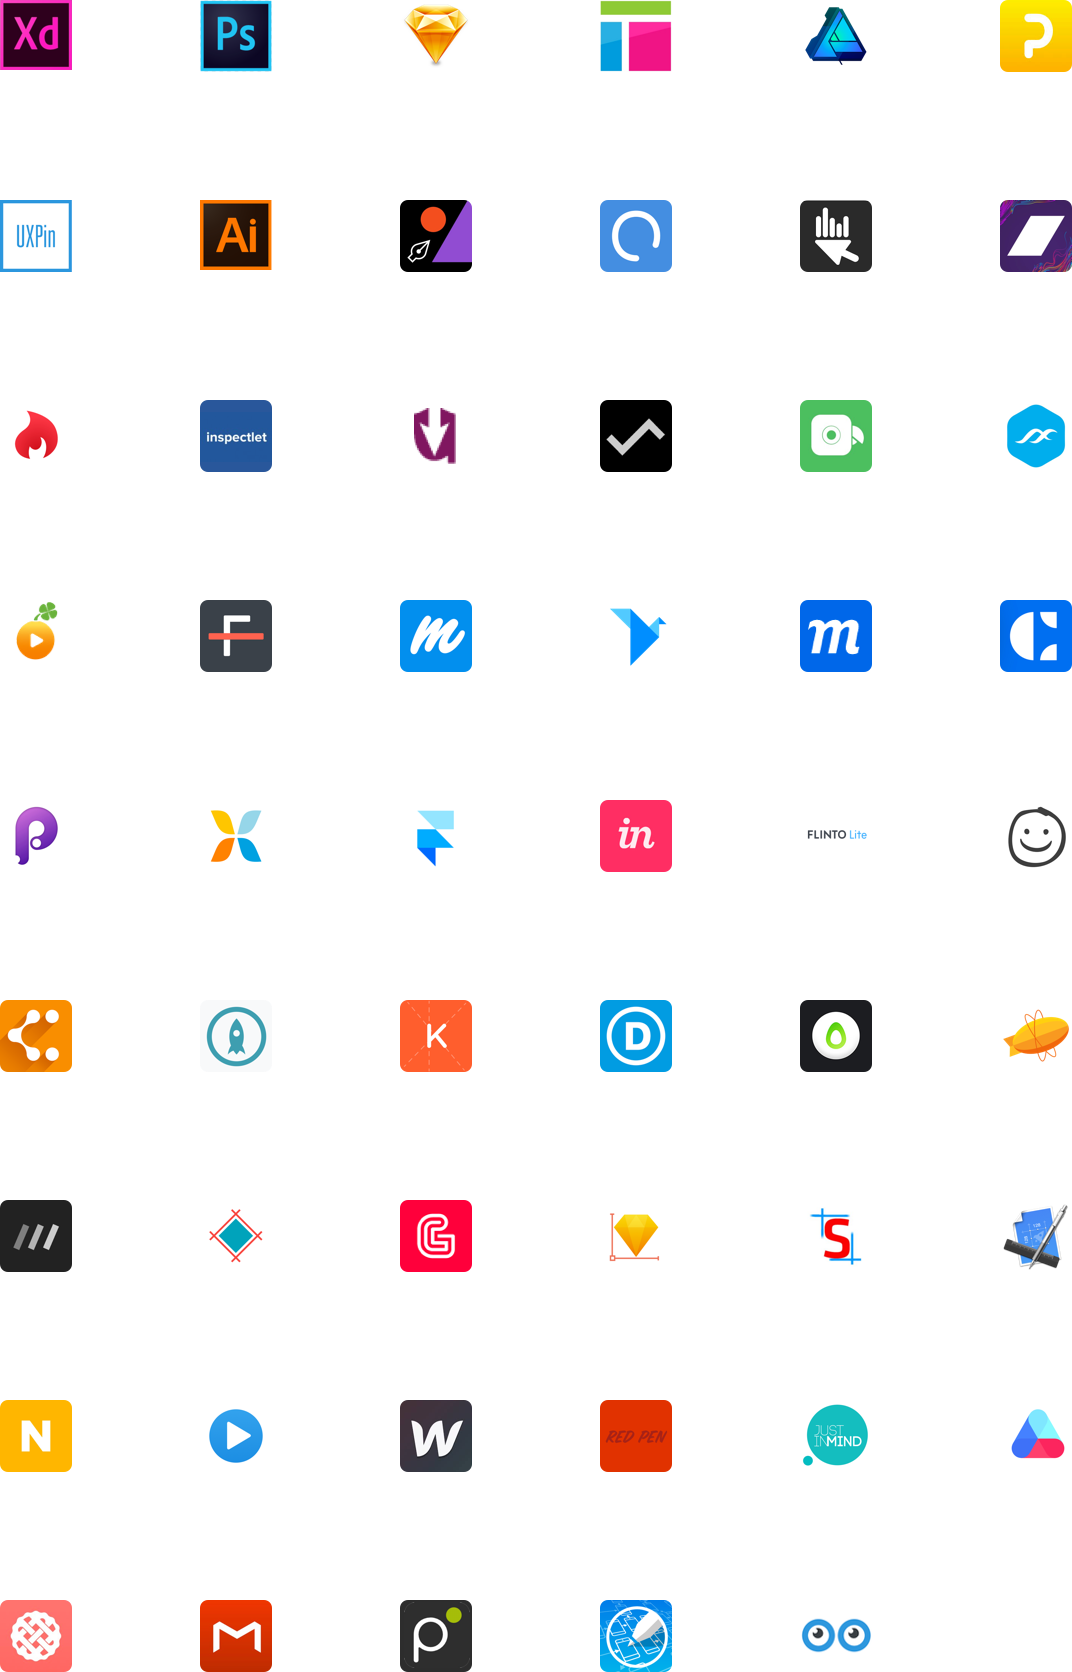 Xd
Ps
UXPin
Ai
inspectlet
m
m
in
FLINTO Lite
K
D
S
N
W
RED PEN
JUST
INMIND